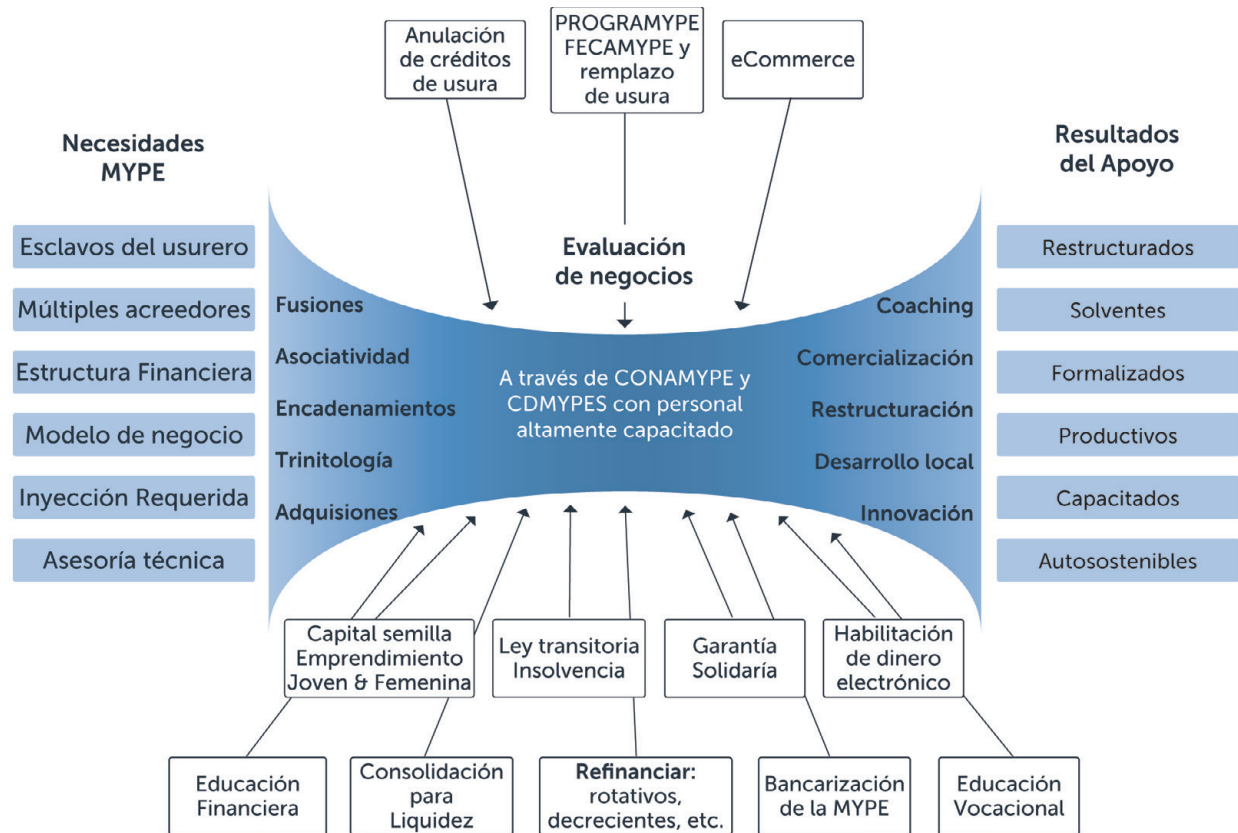 Anulación
de créditos
de usura
PROGRAMYPE
FECAMYPE y
remplazo
de usura
eCommerce
Necesidades
MYPE
Esclavos del usurero
Múltiples acreedores
Estructura Financiera
Modelo de negocio
Inyección Requerida
Asesoría técnica
Evaluación
de negocios
Fusiones
Asociatividad
Encadenamientos
Trinitología
Adquisiones
A través de CONAMYPE y
CDMYPES con personal
altamente capacitado
Coaching
Comercialización
Restructuración
Desarrollo local
Innovación
Resultados
del Apoyo
Restructurados
Solventes
Formalizados
Productivos
Capacitados
Autosostenibles
Capital semilla
Emprendimiento
Joven & Femenina
Ley transitoria
Insolvencia
Garantía
Solidaría
Habilitación
de dinero
electrónico
Educación
Financiera
Consolidación
para
Liquidez
Refinanciar:
rotativos,
decrecientes, etc.
Bancarización
de la MYPE
Educación
Vocacional